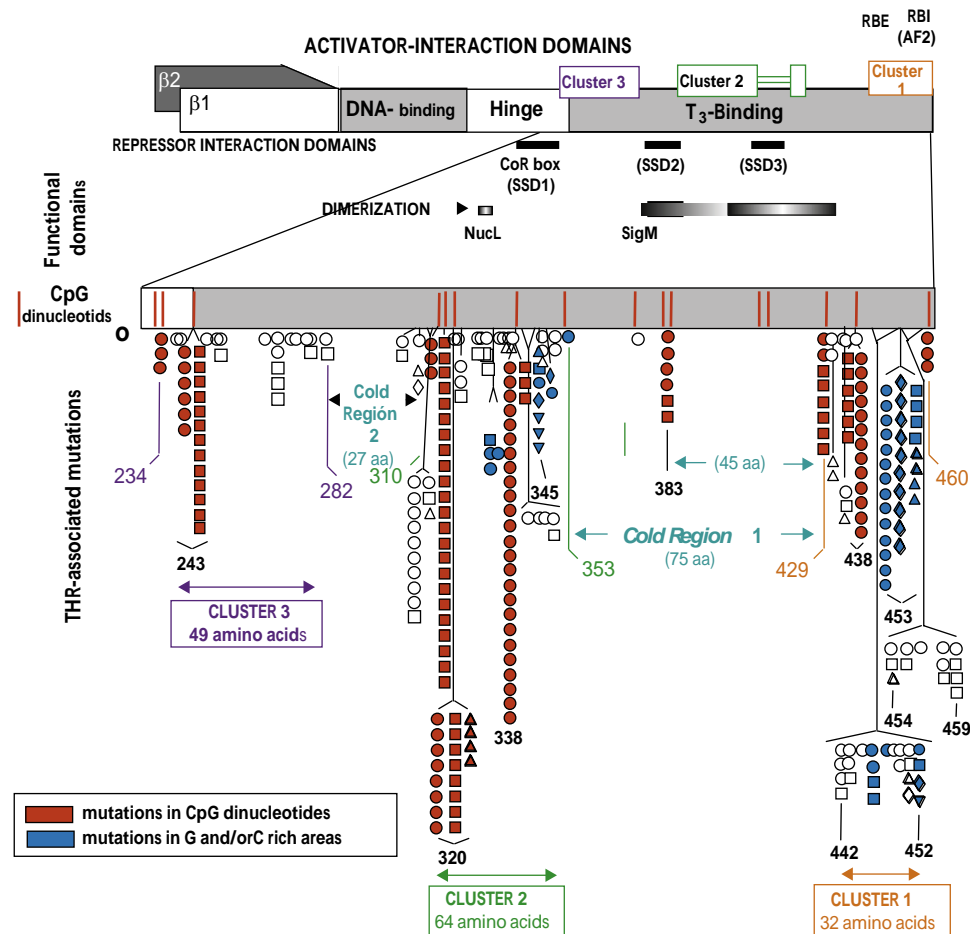 RBE
RBI
(AF2)
ACTIVATOR-INTERACTION DOMAINS
β2
β1
Cluster 3
Cluster 2
Cluster
1
DNA- binding
Hinge
T3-Binding
REPRESSOR INTERACTION DOMAINS
CoR box
(SSD1)
(SSD2)
(SSD3)
DIMERIZATION
NucL
SigM
Functional
domains
CpG
dinucleotids
o
THR-associated mutations
Cold
Región
2
(27 aa)
234
282
310
345
383
(45 aa)
460
243
353
Cold Region 1
(75 aa)
429
438
CLUSTER 3
49 amino acids
453
454
459
338
320
442
452
mutations in CpG dinucleotides
mutations in G and/orC rich areas
CLUSTER 2
64 amino acids
CLUSTER 1
32 amino acids